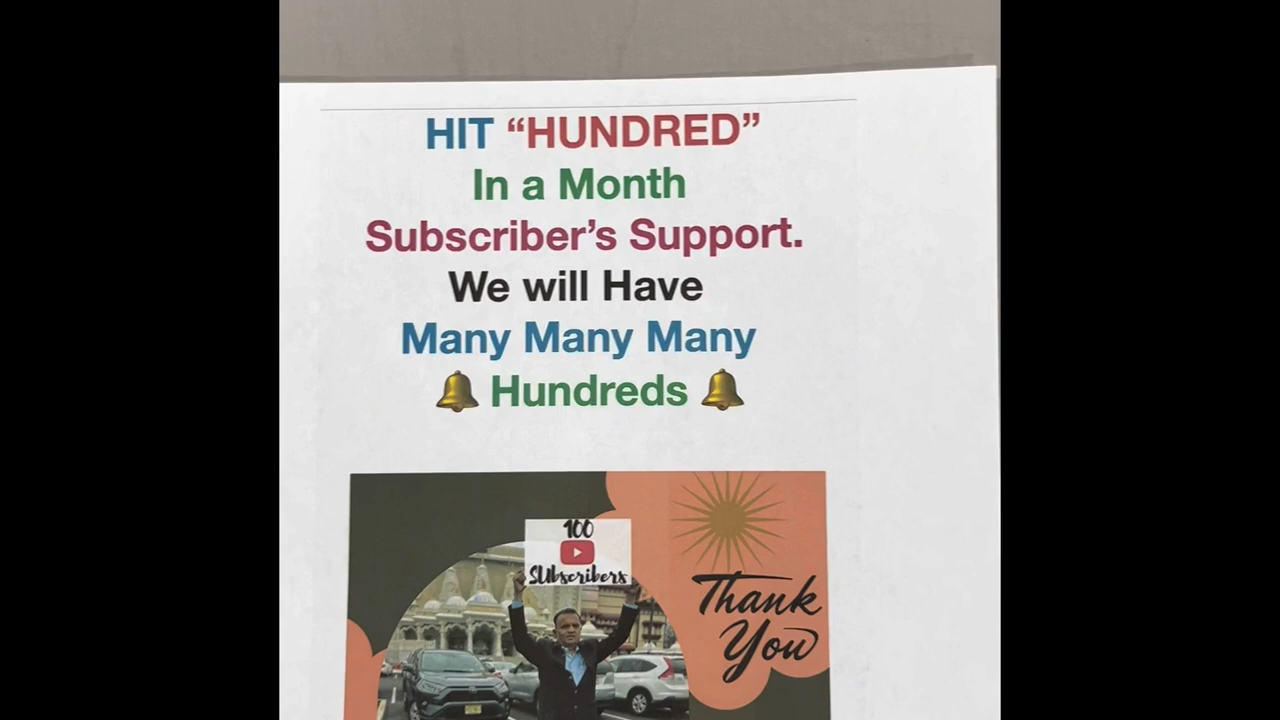 HIT “HUNDRED”
In a Month
Subscriber’s Support.
We will Have
Many Many Many
🔔 Hundreds 🔔
100
SUbscribers
Thank
You